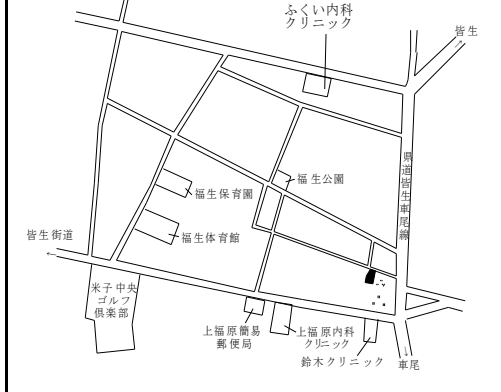 ふくい内科
クリニック
皆生
県道皆生車尾線
福生公園
福生保育園
福生体育館
皆生街道
米子中央
ゴルフ
倶楽部
上福原簡易
郵便局
上福原内科
クリニック
鈴木クリニック
車尾